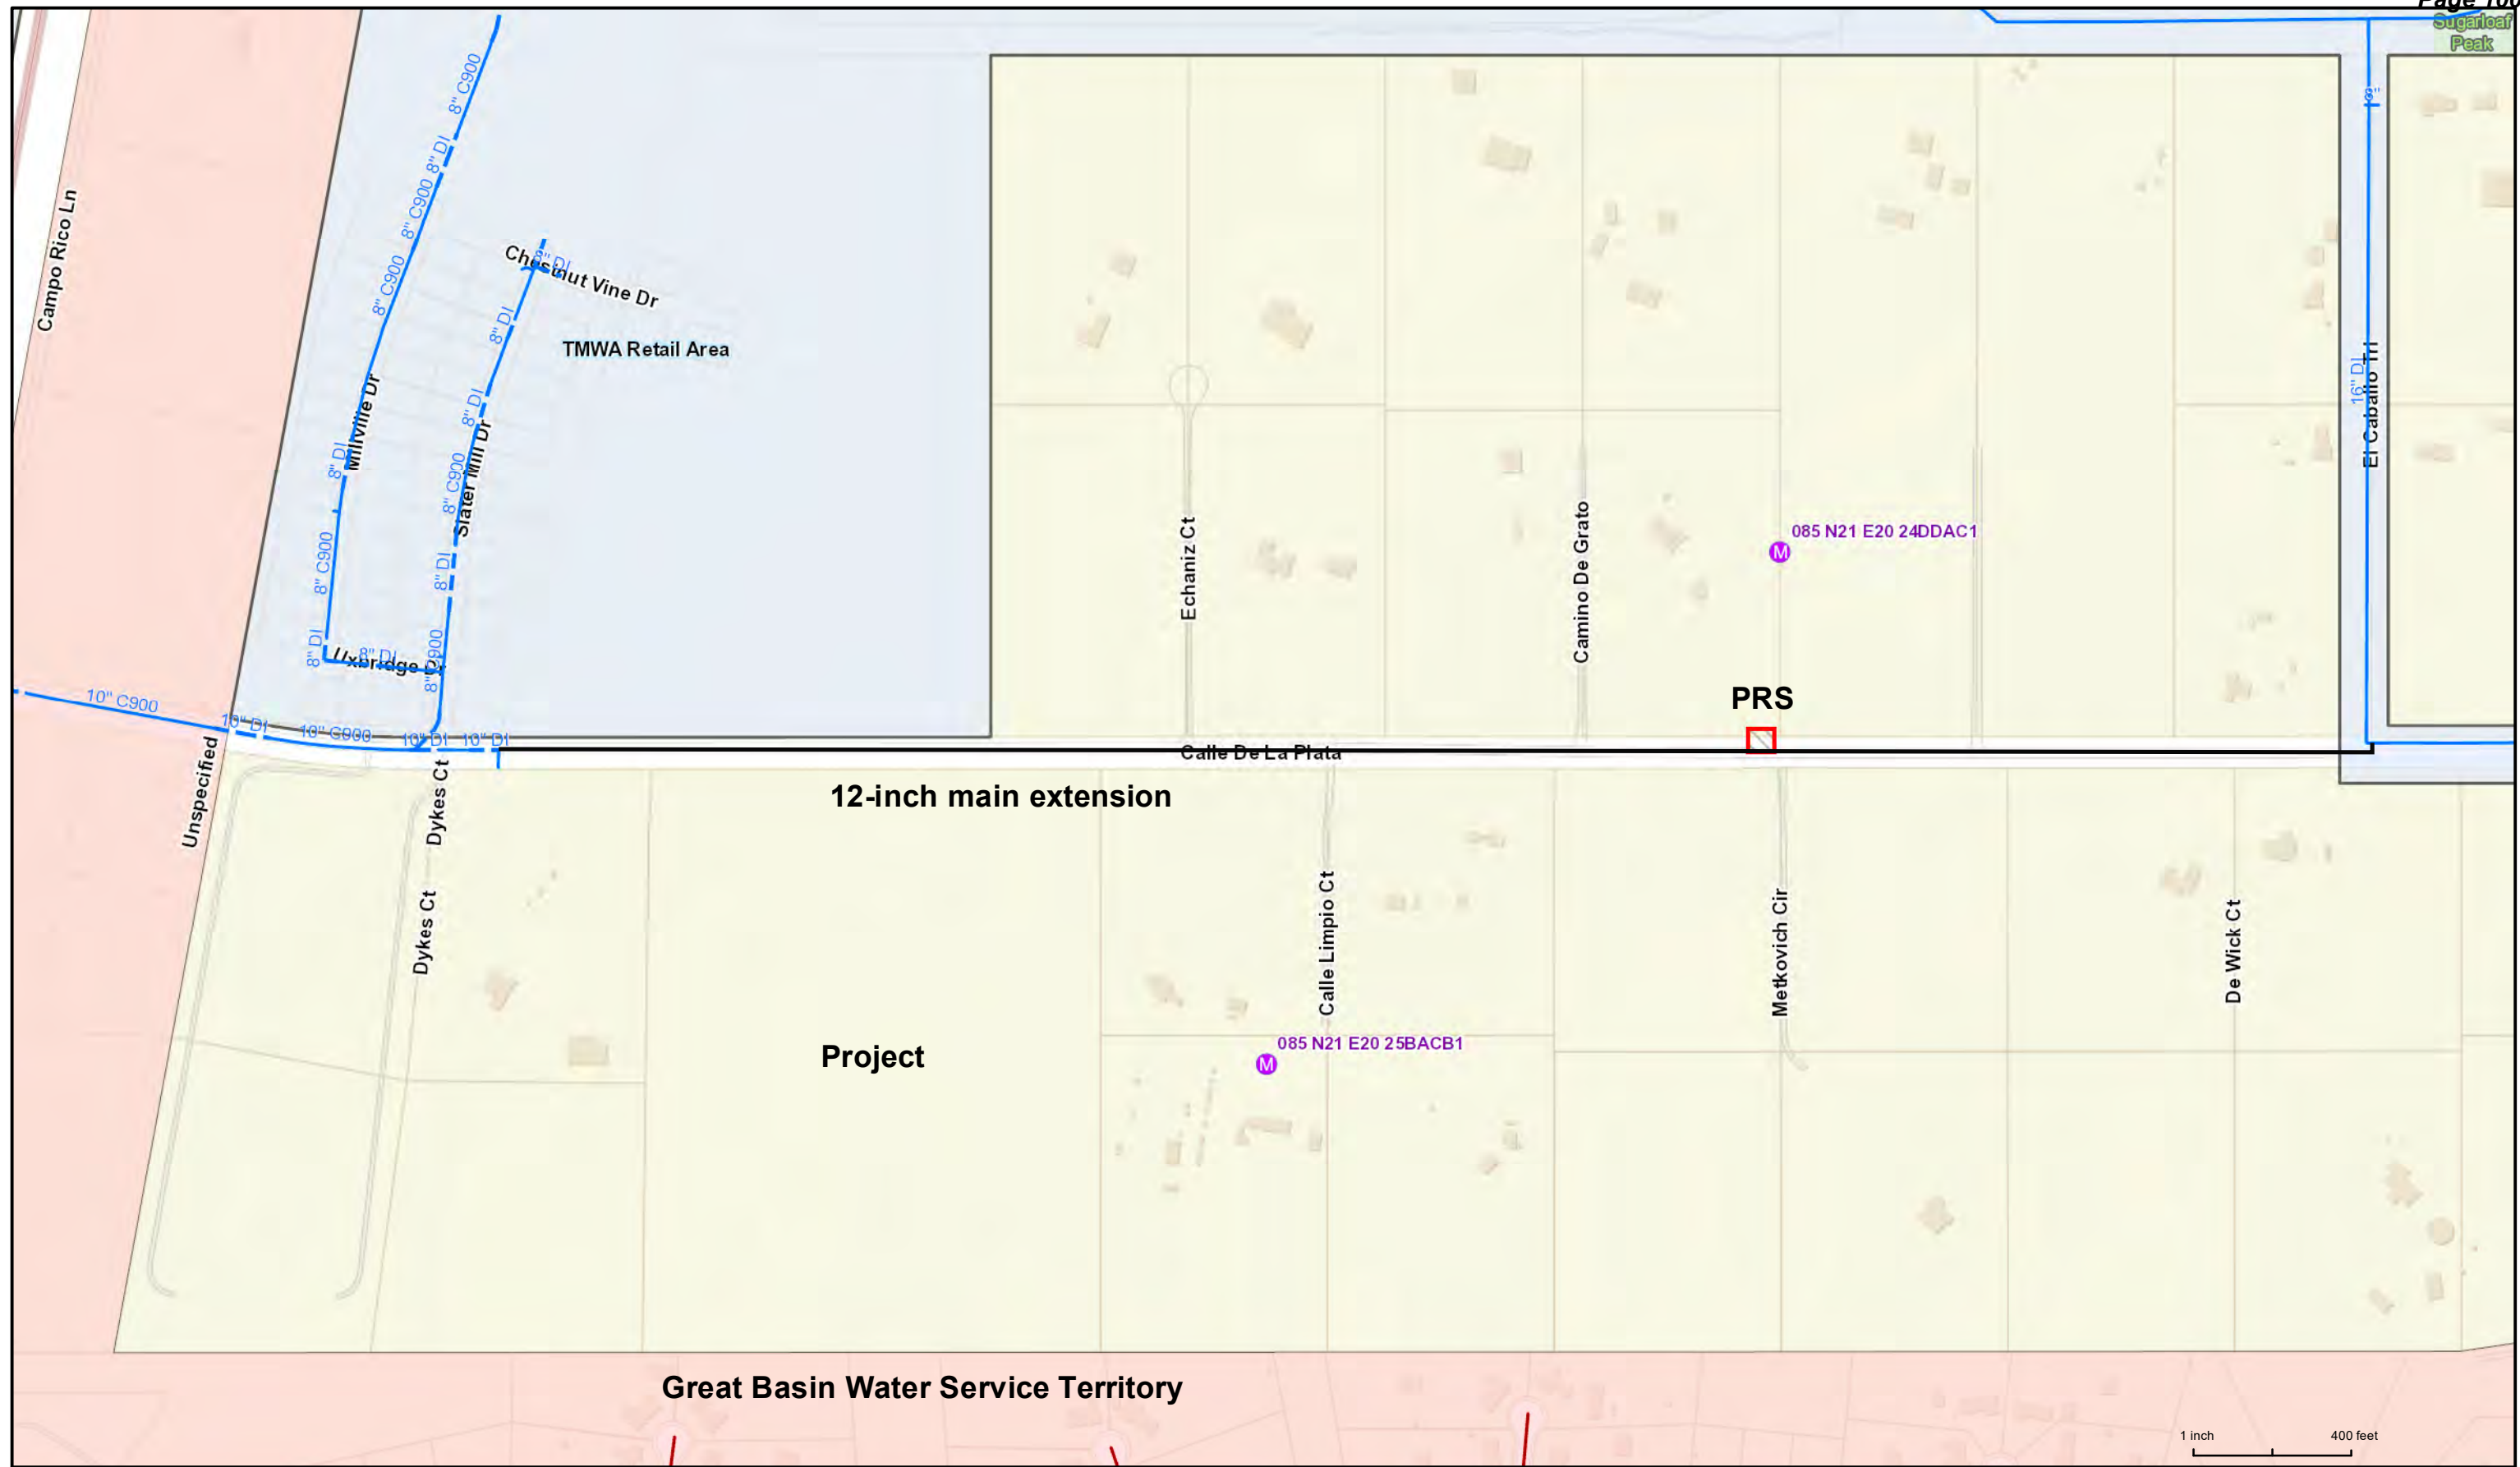 Page 100
Sugarloaf
Peak
8" C900
8" DI
8" C900
8" C900
Campo Rico Ln
Chestnut Vine Dr
8" DI
8" DI
TMWA Retail Area
16" DI
El Caballo Trl
Millville Dr
8" DI
8" DI
8" C900
Slater Mill Dr
8" C900
8" DI
085 N21 E20 24DDAC1
M
Echaniz Ct
Camino De Grato
8" DI
Uxbridge Dr
8" DI
8" C900
PRS
10" C900
10" DI
10" C900
10" DI
10" DI
Calle De La Plata
Unspecified
12-inch main extension
Dykes Ct
Dykes Ct
Calle Limpio Ct
Metkovich Cir
De Wick Ct
Project
085 N21 E20 25BACB1
M
Great Basin Water Service Territory
1 inch
400 feet